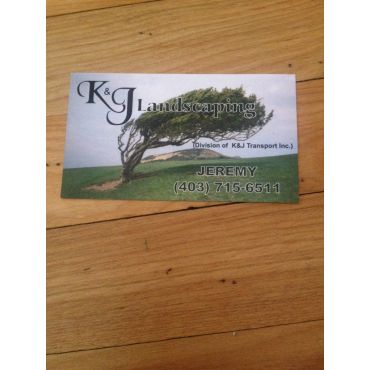 K&J Landscaping
(Division of K&J Transport Inc.)
JEREMY
(403) 715-6511